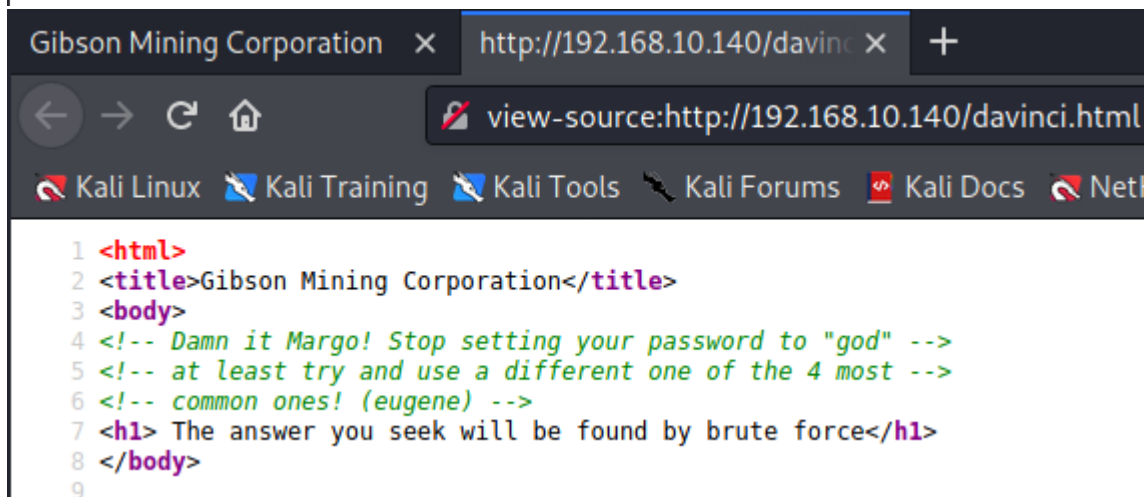 Gibson Mining Corporation × http://192.168.10.140/davinc × +
view-source:http://192.168.10.140/davinci.html
Kali Linux Kali Training Kali Tools Kali Forums Kali Docs
1 <html>
2 <title>Gibson Mining Corporation</title>
3 <body>
4 <!-- Damn it Margo! Stop setting your password to "god" -->
5 <!-- at least try and use a different one of the 4 most -->
6 <!-- common ones! (eugene) -->
7 <h1> The answer you seek will be found by brute force</h1>
8 </body>
9